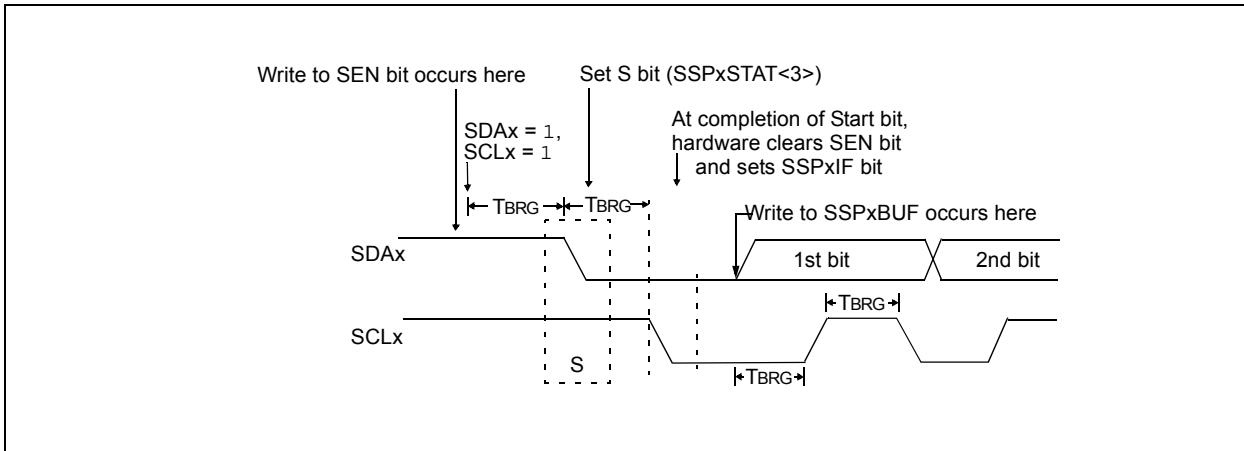 Write to SEN bit occurs here
Set S bit (SSPxSTAT<3>)
SDAx = 1,
SCLx = 1
At completion of Start bit,
hardware clears SEN bit
and sets SSPxIF bit
TBRG
TBRG
Write to SSPxBUF occurs here
SDAx
1st bit
2nd bit
TBRG
SCLx
S
TBRG